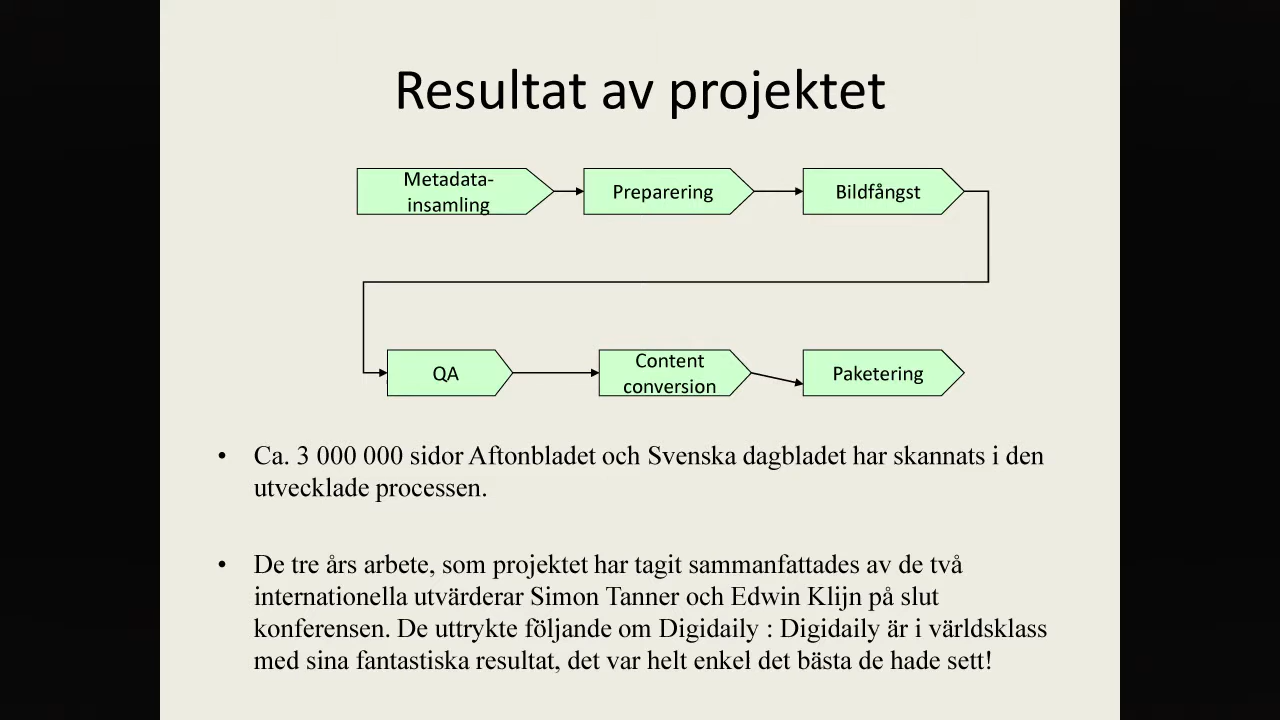 Resultat av projektet
Metadata-
insamling
Preparering
Bildfångst
QA
Content
conversion
Paketering
• Ca. 3 000 000 sidor Aftonbladet och Svenska dagbladet har skannats i den
utvecklade processen.
• De tre års arbete, som projektet har tagit sammanfattades av de två
internationella utvärderar Simon Tanner och Edwin Klijn på slut
konferensen. De uttrykte följande om Digidaily : Digidaily är i världsklass
med sina fantastiska resultat, det var helt enkel det bästa de hade sett!